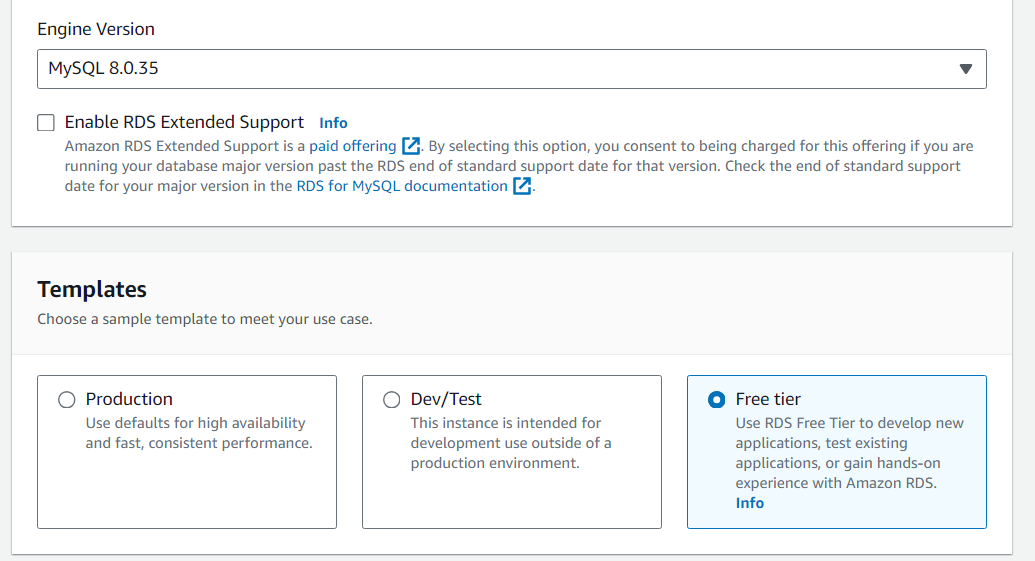 Engine Version
MySQL 8.0.35
Enable RDS Extended Support Info
Amazon RDS Extended Support is a paid offering. By selecting this option, you consent to being charged for this offering if you are
running your database major version past the RDS end of standard support date for that version. Check the end of standard support
date for your major version in the RDS for MySQL documentation.
Templates
Choose a sample template to meet your use case.
Production
Use defaults for high availability
and fast, consistent performance.
Dev/Test
This instance is intended for
development use outside of a
production environment.
Free tier
Use RDS Free Tier to develop new
applications, test existing
applications, or gain hands-on
experience with Amazon RDS.
Info